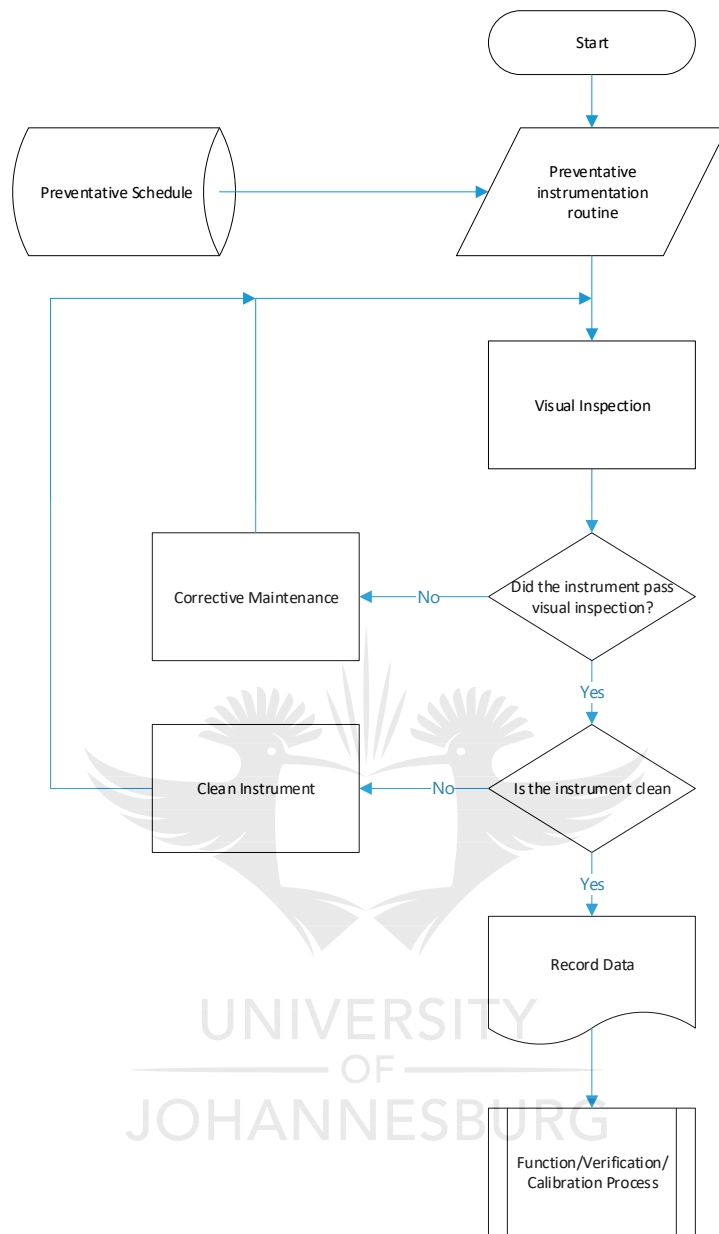 Start
Preventative Schedule
Preventative
instrumentation
routine
Visual Inspection
Corrective Maintenance
No
Did the instrument pass
visual inspection?
Yes
Clean Instrument
No
Is the instrument clean
Yes
Record Data
UNIVERSITY
OF
JOHANNESBURG
Function/Verification/
Calibration Process